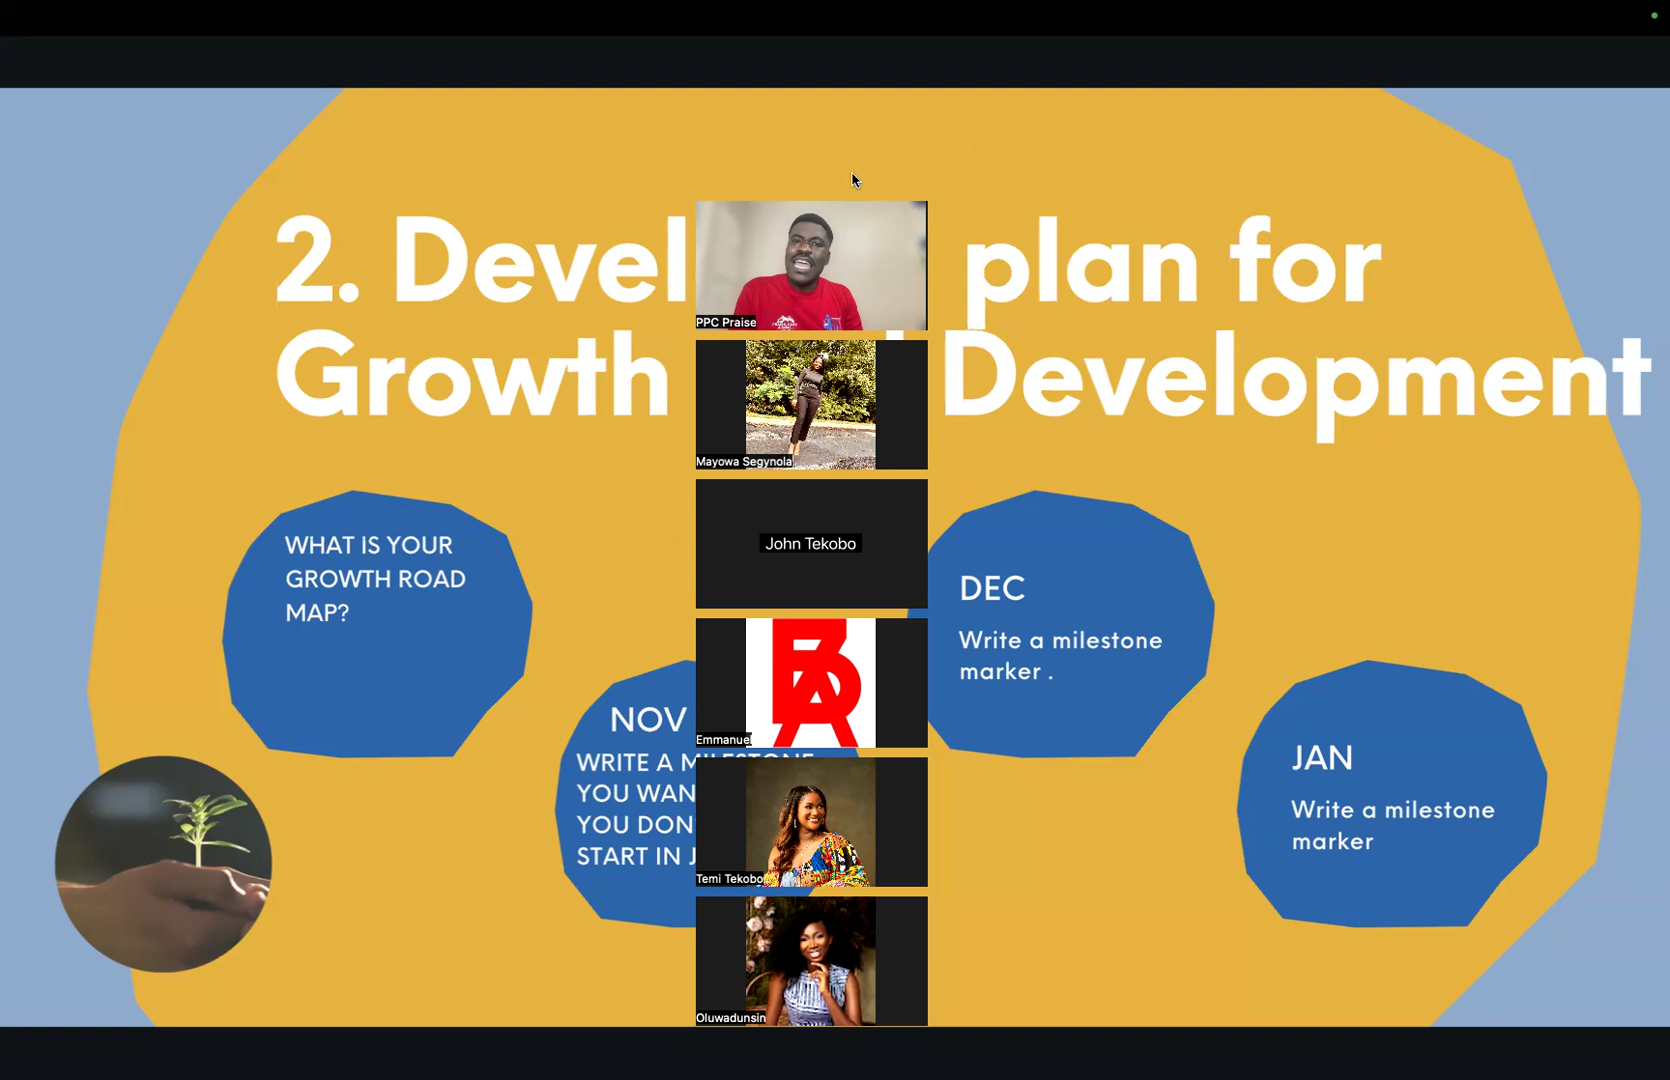 2. Devel plan for
Growth Development
WHAT IS YOUR
GROWTH ROAD
MAP?
NOV
WRITE A MILESTONE
YOU WAN
YOU DON
START IN J
DEC
Write a milestone
marker .
JAN
Write a milestone
marker
PPC Praise
Mayowa Segynola
John Tekobo
Emmanuel
Temi Tekobo
Oluwadunsin